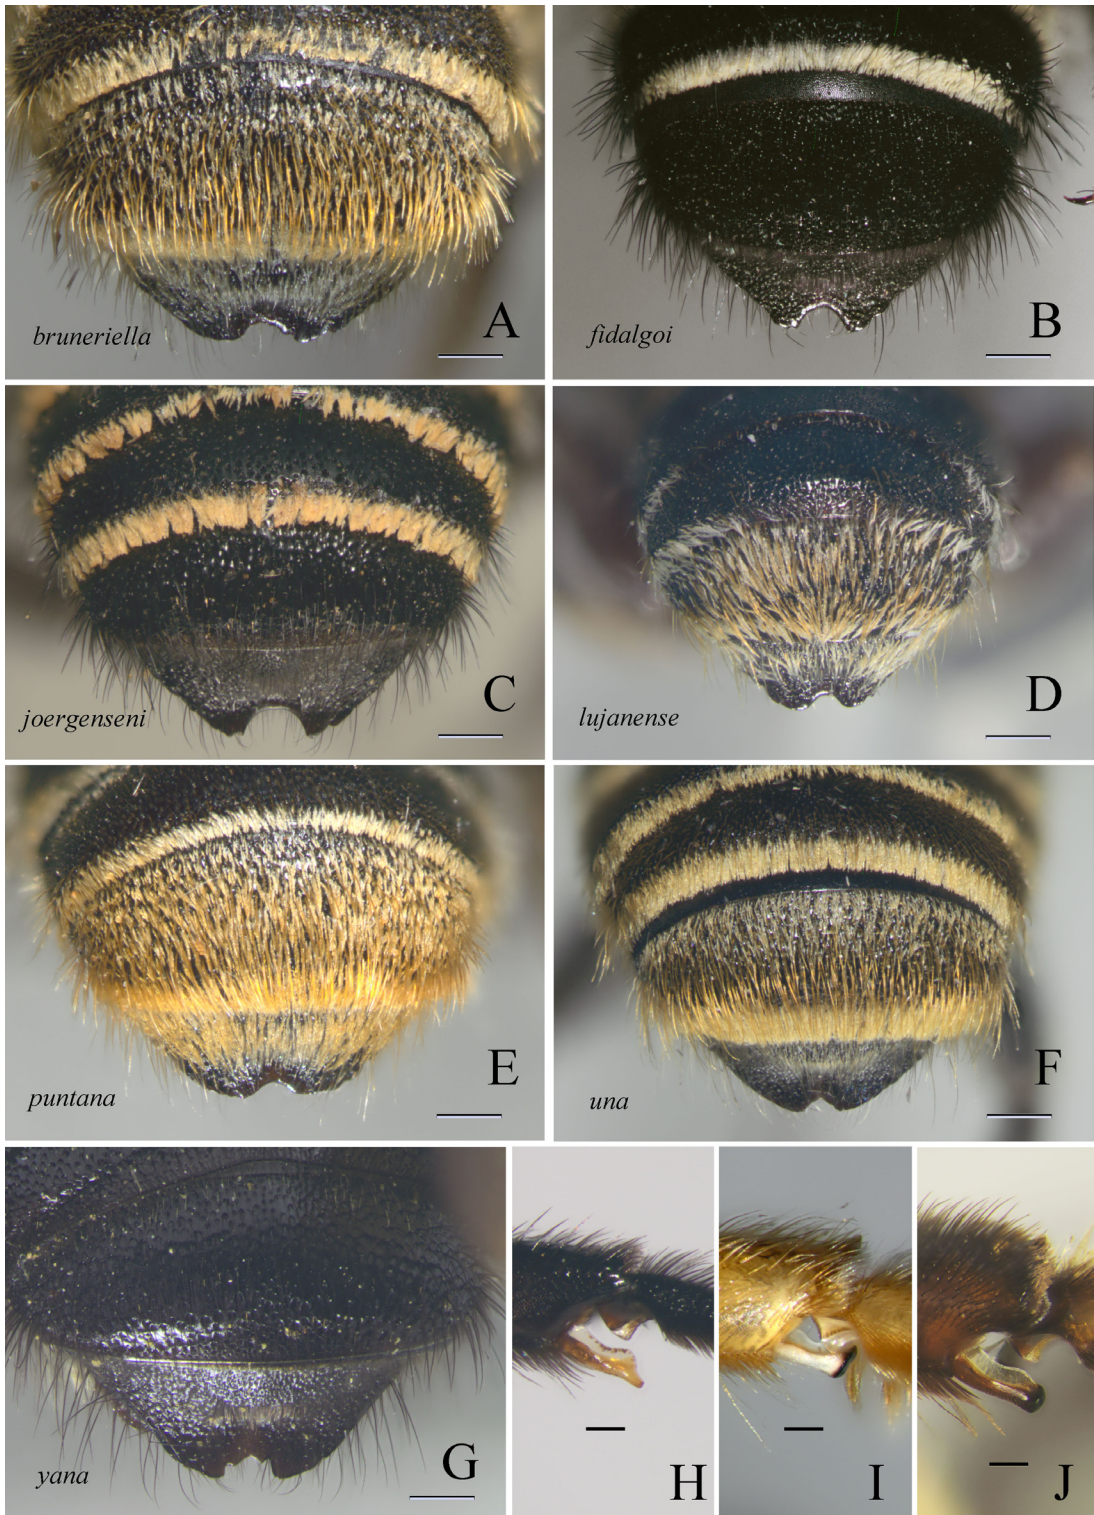 A
bruneriella
B
fidalgoi
C
joergenseni
D
lujanense
E
puntana
F
una
G
yana
H
I
J